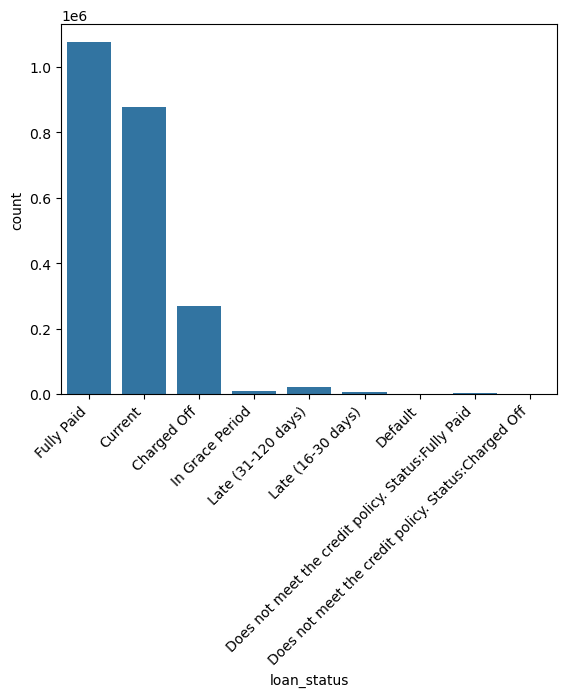 1e6
1.0
0.8
0.6
0.4
0.2
0.0
count
Fully Paid
Current
Charged Off
In Grace Period
Late (31-120 days)
Late (16-30 days)
Default
Does not meet the credit policy. Status:Fully Paid
Does not meet the credit policy. Status:Charged Off
loan_status